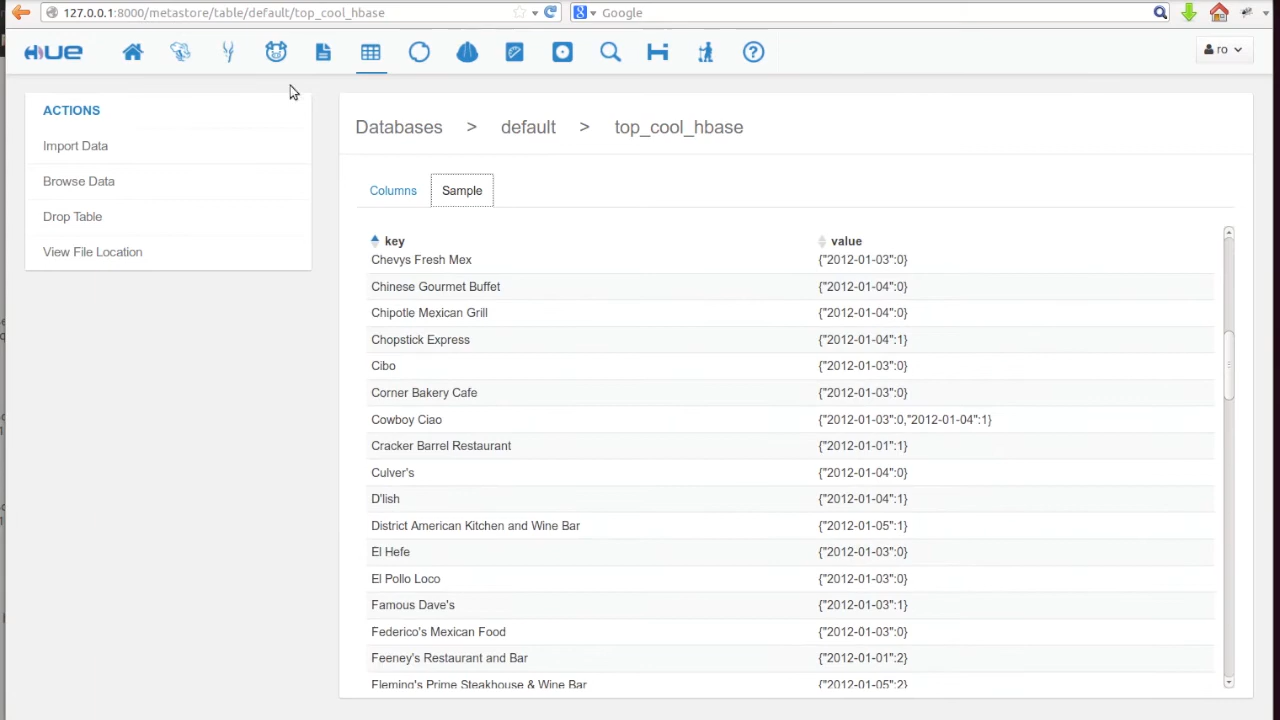 127.0.0.1:8000/metastore/table/default/top_cool_hbase
Google
HUE
ro
ACTIONS
Import Data
Browse Data
Drop Table
View File Location
Databases > default > top_cool_hbase
Columns Sample
key value
Chevys Fresh Mex {"2012-01-03":0}
Chinese Gourmet Buffet {"2012-01-04":0}
Chipotle Mexican Grill {"2012-01-04":0}
Chopstick Express {"2012-01-04":1}
Cibo {"2012-01-03":0}
Corner Bakery Cafe {"2012-01-03":0}
Cowboy Ciao {"2012-01-03":0,"2012-01-04":1}
Cracker Barrel Restaurant {"2012-01-01":1}
Culver's {"2012-01-04":0}
D'lish {"2012-01-04":1}
District American Kitchen and Wine Bar {"2012-01-05":1}
El Hefe {"2012-01-03":0}
El Pollo Loco {"2012-01-03":0}
Famous Dave's {"2012-01-03":1}
Federico's Mexican Food {"2012-01-03":0}
Feeney's Restaurant and Bar {"2012-01-01":2}
Fleming's Prime Steakhouse & Wine Bar {"2012-01-05":2}